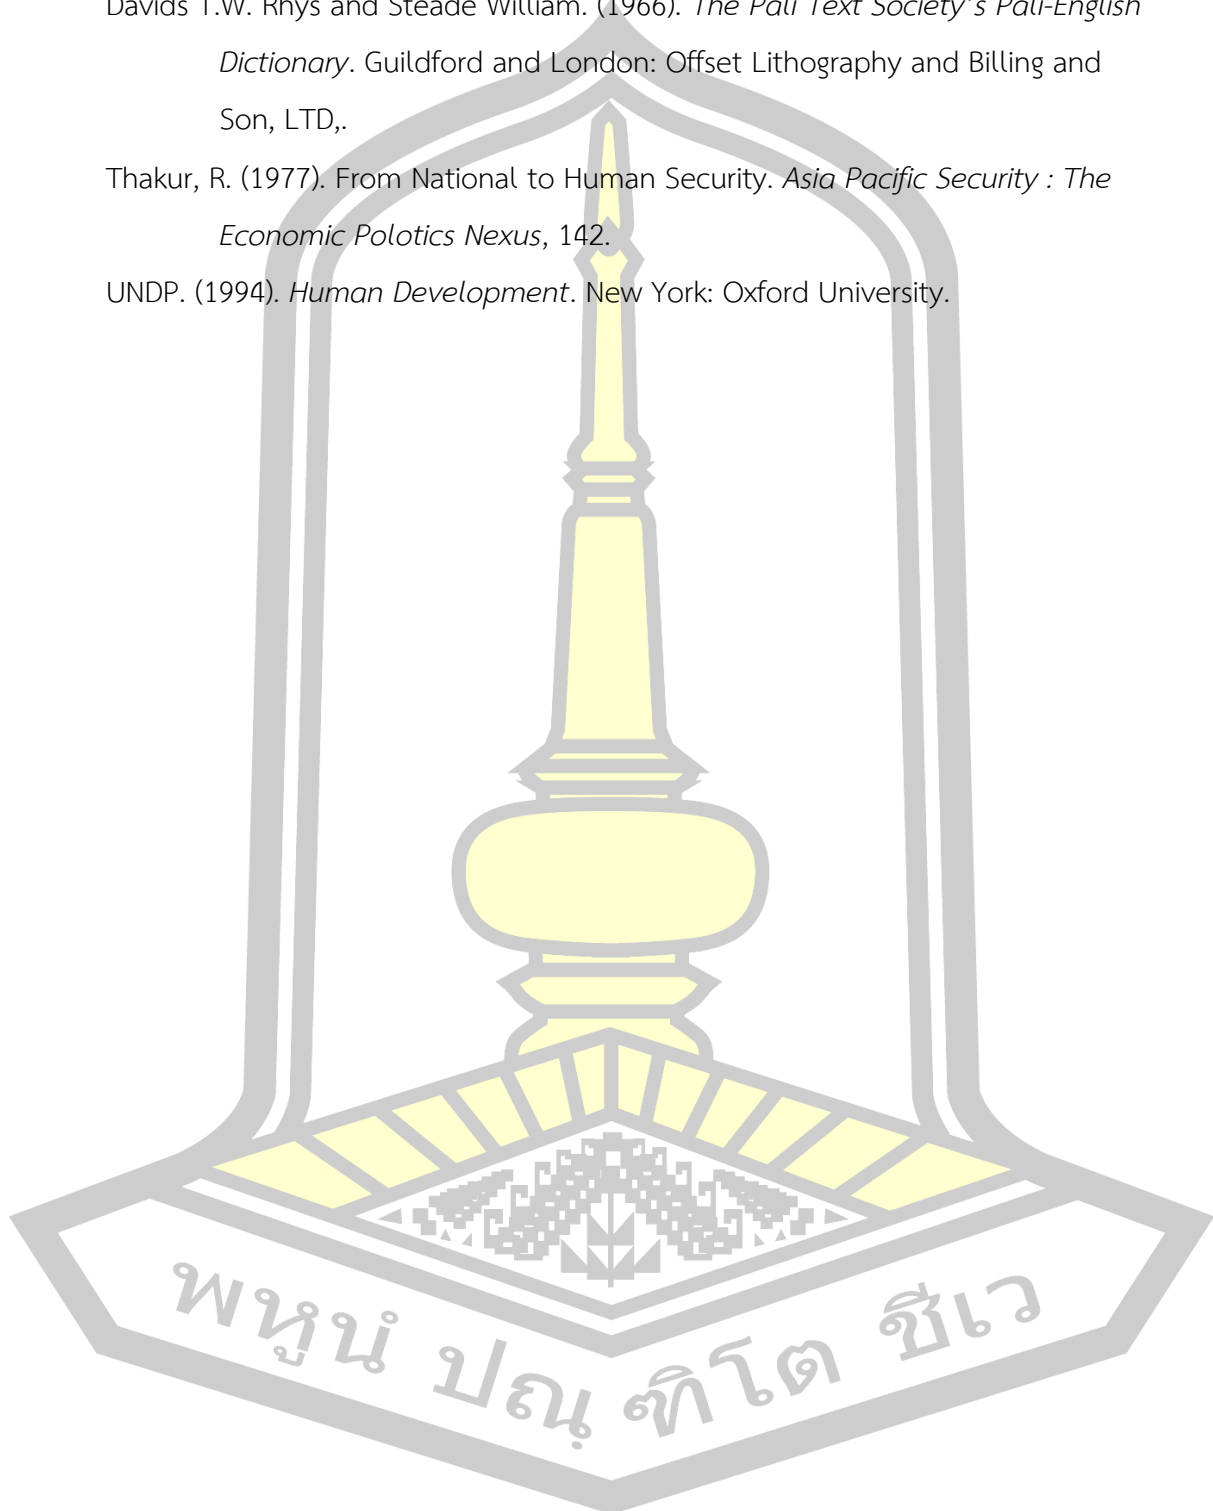 Davids T.W. Rhys and Steade William. (1966). The Pali Text Society's Pali-English
Dictionary. Guildford and London: Offset Lithography and Billing and
Son, LTD,.
Thakur, R. (1977). From National to Human Security. Asia Pacific Security : The
Economic Polotics Nexus, 142.
UNDP. (1994). Human Development. New York: Oxford University.
พหูนํ ปณฺฑิโต ชีเว